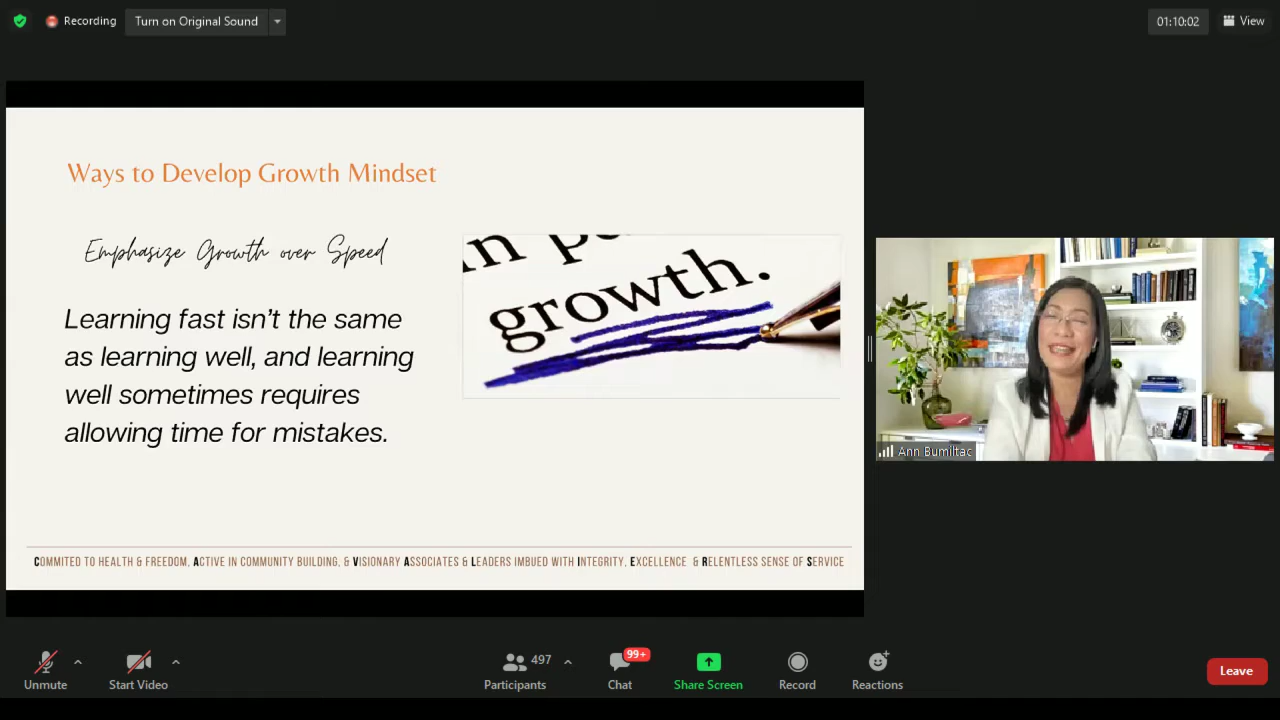 Recording
Turn on Original Sound
01:10:02
View
Ways to Develop Growth Mindset
Emphasize Growth over Speed
Learning fast isn't the same
as learning well, and learning
well sometimes requires
allowing time for mistakes.
growth.
COMMITED TO HEALTH & FREEDOM, ACTIVE IN COMMUNITY BUILDING, & VISIONARY ASSOCIATES & LEADERS IMBUED WITH INTEGRITY, EXCELLENCE & RELENTLESS SENSE OF SERVICE
Ann Bumiltac
Unmute
Start Video
497
Participants
99+
Chat
Share Screen
Record
Reactions
Leave